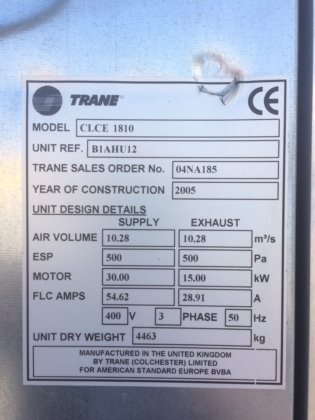 TRANE
CE
MODEL CLCE 1810
UNIT REF. B1AHU12
TRANE SALES ORDER No. 04NA185
YEAR OF CONSTRUCTION 2005
UNIT DESIGN DETAILS
SUPPLY EXHAUST
AIR VOLUME 10.28 10.28 m³/s
ESP 500 500 Pa
MOTOR 30.00 15.00 kW
FLC AMPS 54.62 28.91 A
400 V 3 PHASE 50 Hz
UNIT DRY WEIGHT 4463 kg
MANUFACTURED IN THE UNITED KINGDOM
BY TRANE (COLCHESTER) LIMITED
FOR AMERICAN STANDARD EUROPE BVBA